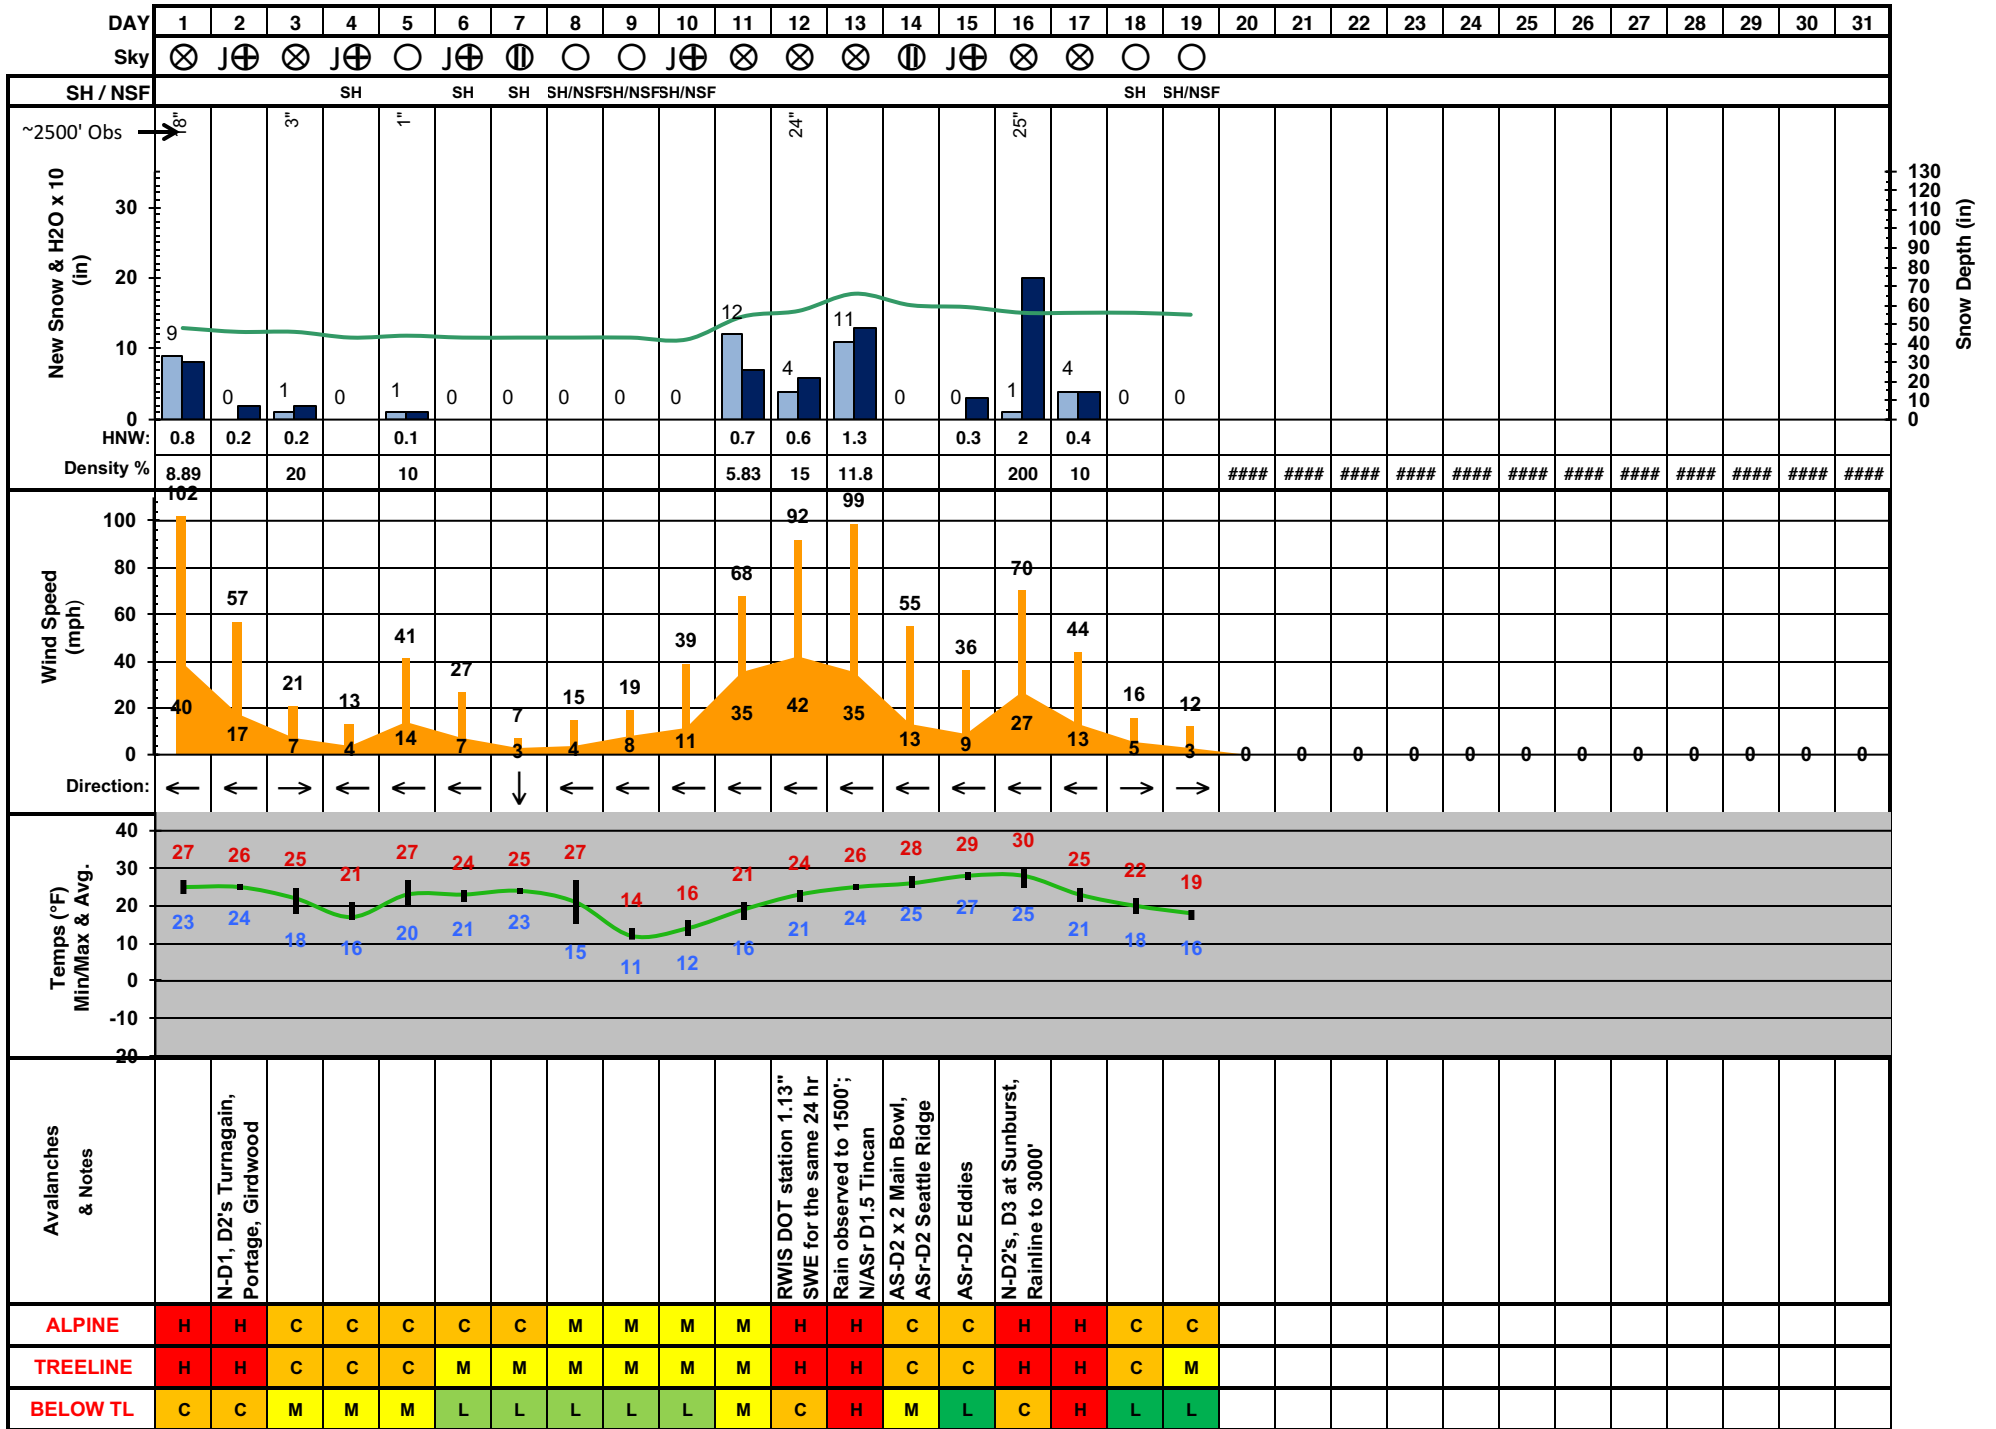 DAY 1 2 3 4 5 6 7 8 9 10 11 12 13 14 15 16 17 18 19 20 21 22 23 24 25 26 27 28 29 30 31
Sky J J J J J
SH / NSF SH SH SH SH/NSF SH/NSF SH/NSF SH SH/NSF
~2500' Obs 18" 3" 1" 24" 25"
New Snow & H2O x 10
(in)
30
20
10
0
9 0 1 0 1 0 0 0 0 0 12 4 11 0 0 1 4 0 0
130
120
110
100
90
80
70
60
50
40
30
20
10
0
Snow Depth (in)
HNW: 0.8 0.2 0.2 0.1 0.7 0.6 1.3 0.3 2 0.4
Density % 8.89 20 10 5.83 15 11.8 200 10 #### #### #### #### #### #### #### #### #### #### #### ####
Wind Speed
(mph)
100
80
60
40
20
0
102 57 21 13 41 27 7 15 19 39 68 92 99 55 36 70 44 16 12
40 17 7 4 14 7 3 4 8 11 35 42 35 13 9 27 13 5 3 0 0 0 0 0 0 0 0 0 0 0 0
Direction: ← ← → ← ← ← ↓ ← ← ← ← ← ← ← ← ← ← → →
Temps (°F)
Min/Max & Avg.
40
30
20
10
0
-10
-20
27 26 25 21 27 24 25 27 14 16 21 24 26 28 29 30 25 22 19
23 24 18 16 20 21 23 15 11 12 16 21 24 25 27 25 21 18 16
Avalanches
& Notes
N-D1, D2's Turnagain,
Portage, Girdwood
RWIS DOT station 1.13"
SWE for the same 24 hr
Rain observed to 1500';
N/ASr D1.5 Tincan
AS-D2 x 2 Main Bowl,
ASr-D2 Seattle Ridge
ASr-D2 Eddies
N-D2's, D3 at Sunburst,
Rainline to 3000'
ALPINE H H C C C C C M M M M H H C C H H C C
TREELINE H H C C C M M M M M M H H C C H H C M
BELOW TL C C M M M L L L L L M C H M L C H L L